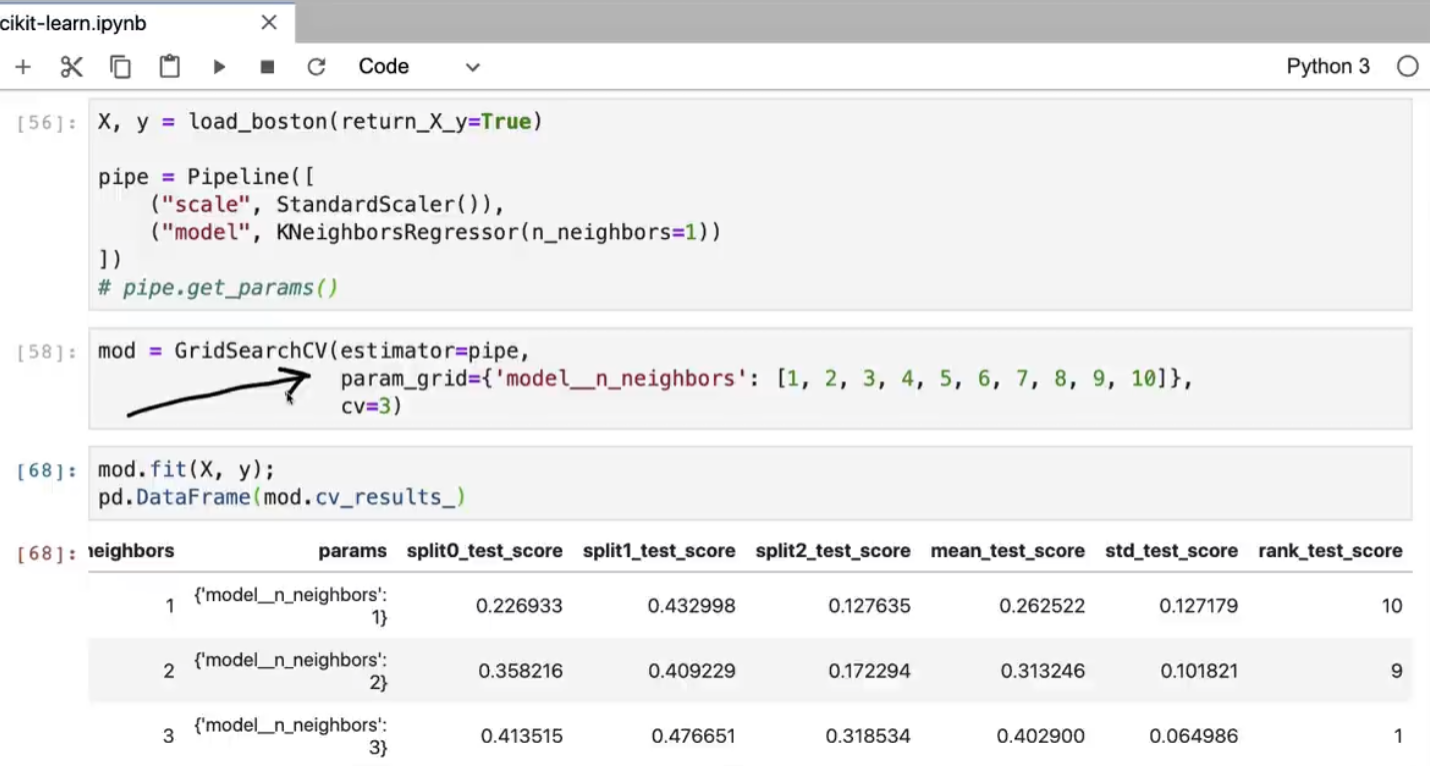 cikit-learn.ipynb
Code
Python 3
[56]:
X, y = load_boston(return_X_y=True)
pipe = Pipeline([
("scale", StandardScaler()),
("model", KNeighborsRegressor(n_neighbors=1))
])
# pipe.get_params()
[58]:
mod = GridSearchCV(estimator=pipe,
param_grid={'model__n_neighbors': [1, 2, 3, 4, 5, 6, 7, 8, 9, 10]},
cv=3)
[68]:
mod.fit(X, y);
pd.DataFrame(mod.cv_results_)
[68]:
neighbors params split0_test_score split1_test_score split2_test_score mean_test_score std_test_score rank_test_score
1 {'model__n_neighbors': 1} 0.226933 0.432998 0.127635 0.262522 0.127179 10
2 {'model__n_neighbors': 2} 0.358216 0.409229 0.172294 0.313246 0.101821 9
3 {'model__n_neighbors': 3} 0.413515 0.476651 0.318534 0.402900 0.064986 1